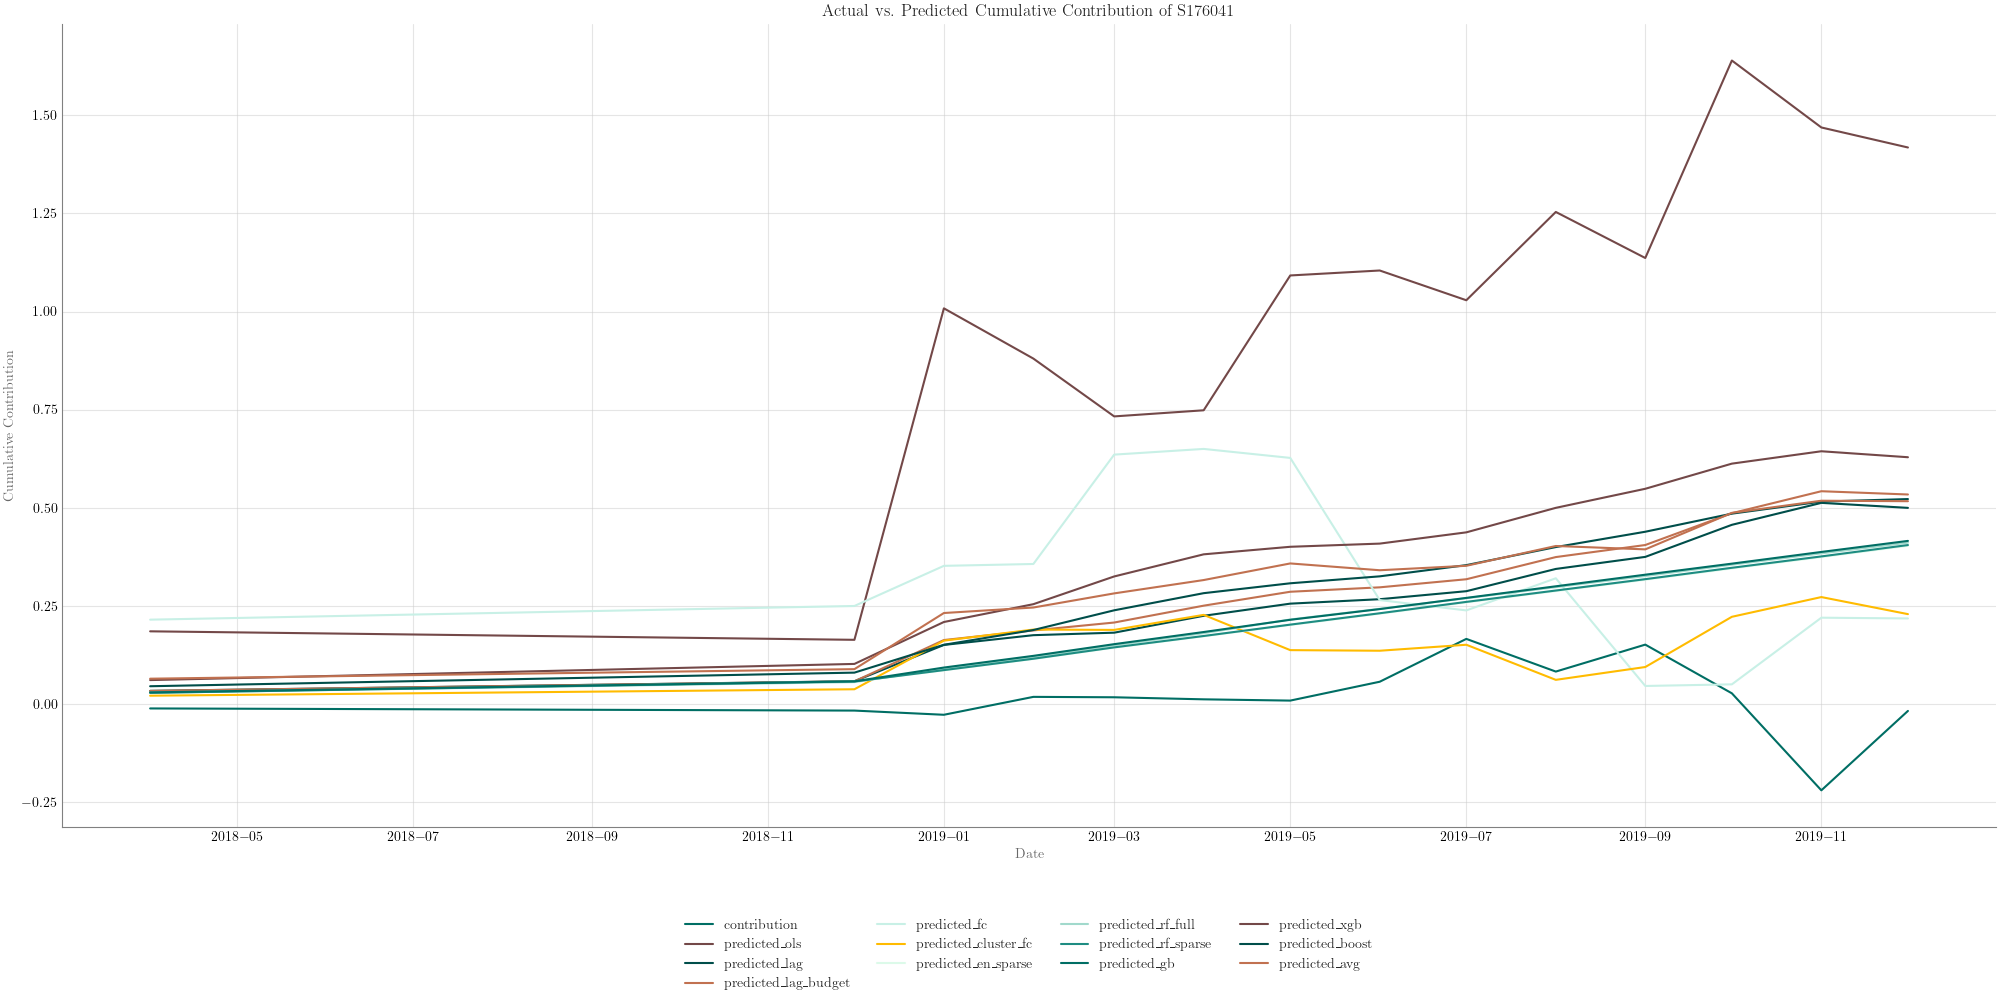 Actual vs. Predicted Cumulative Contribution of S176041
Cumulative Contribution
1.50
1.25
1.00
0.75
0.50
0.25
0.00
−0.25
2018−05
2018−07
2018−09
2018−11
2019−01
2019−03
2019−05
2019−07
2019−09
2019−11
Date
contribution
predicted_ols
predicted_lag
predicted_lag_budget
predicted_fc
predicted_cluster_fc
predicted_en_sparse
predicted_rf_full
predicted_rf_sparse
predicted_gb
predicted_xgb
predicted_boost
predicted_avg